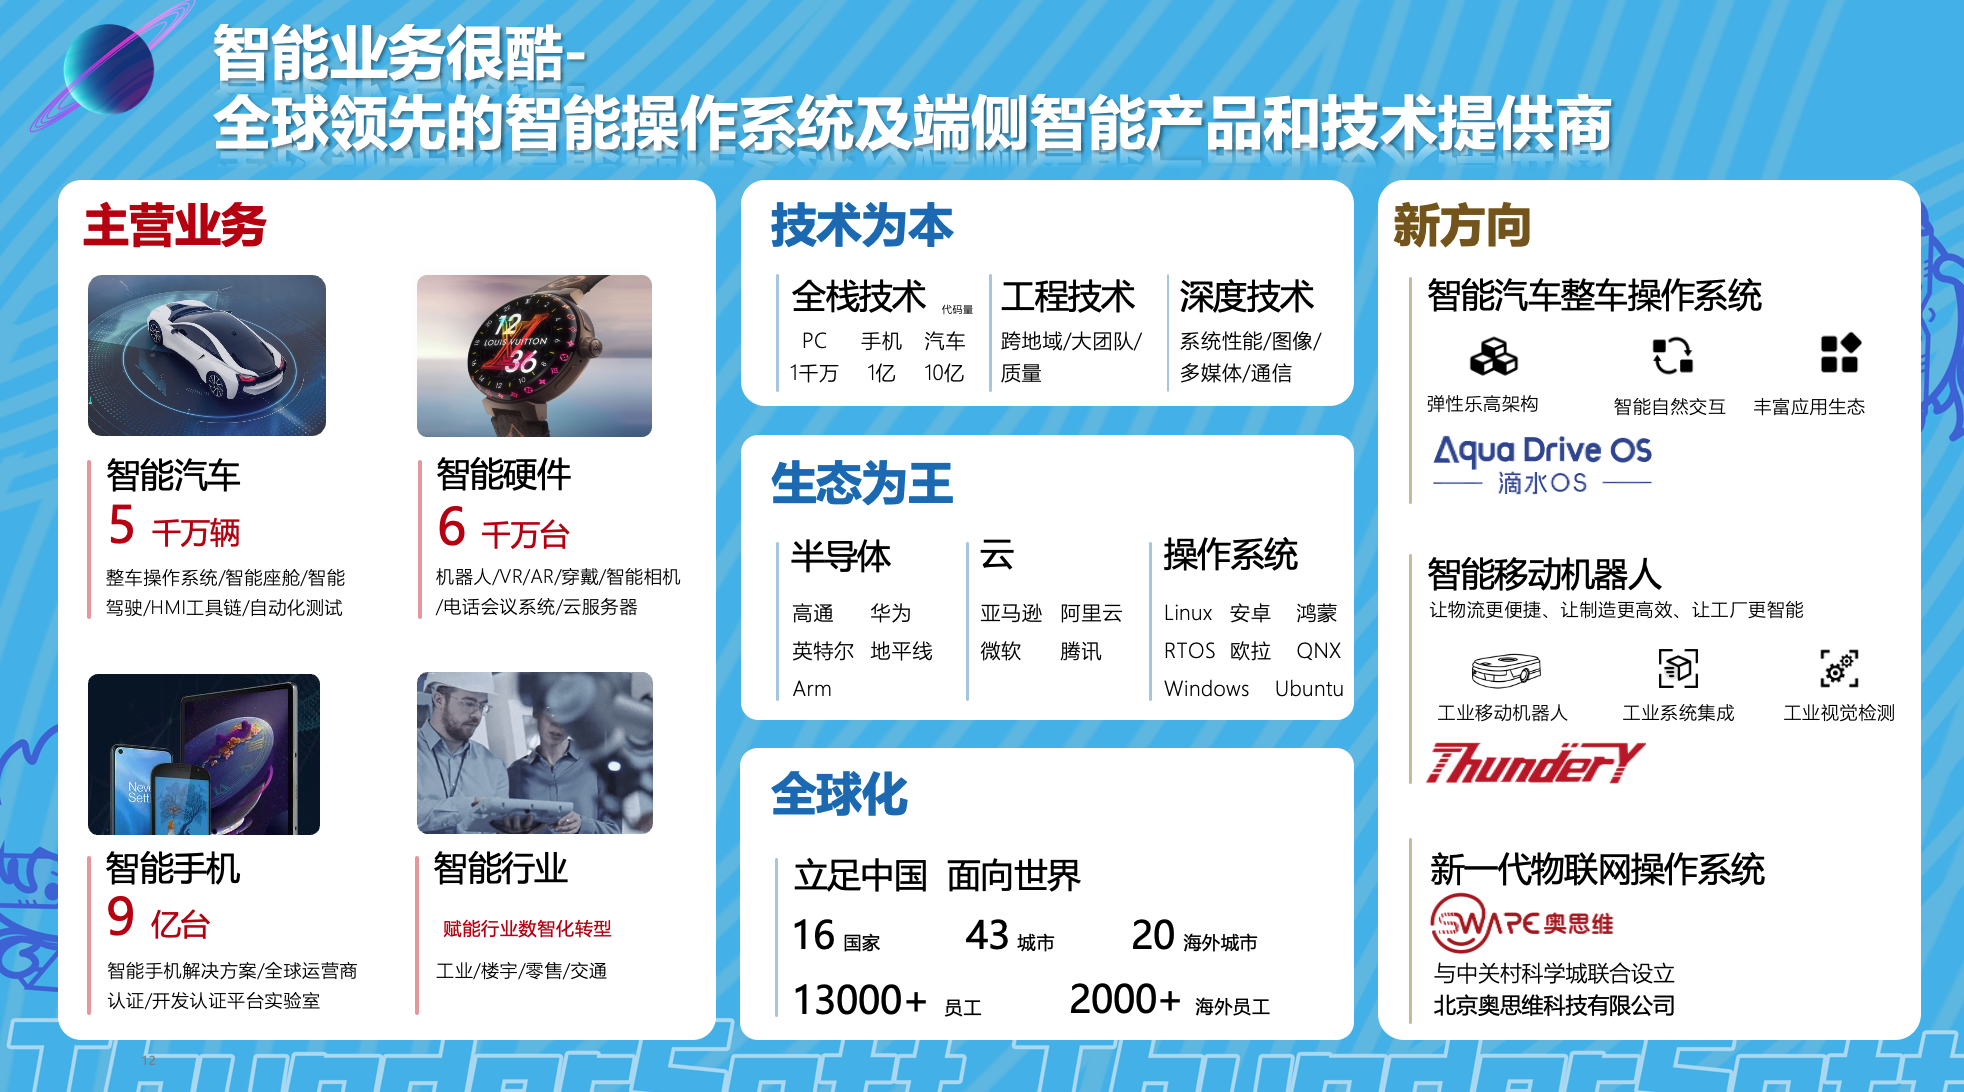 智能业务很酷-
全球领先的智能操作系统及端侧智能产品和技术提供商
主营业务
LOUIS VUITTON
12
36
智能汽车
5 千万辆
整车操作系统/智能座舱/智能
驾驶/HMI工具链/自动化测试
智能硬件
6 千万台
机器人/VR/AR/穿戴/智能相机
/电话会议系统/云服务器
Never
Sett
智能手机
9 亿台
智能手机解决方案/全球运营商
认证/开发认证平台实验室
智能行业
赋能行业数智化转型
工业/楼宇/零售/交通
技术为本
全栈技术 代码量
PC 手机 汽车
1千万 1亿 10亿
工程技术
跨地域/大团队/
质量
深度技术
系统性能/图像/
多媒体/通信
生态为王
半导体
高通 华为
英特尔 地平线
Arm
云
亚马逊 阿里云
微软 腾讯
操作系统
Linux 安卓 鸿蒙
RTOS 欧拉 QNX
Windows Ubuntu
全球化
立足中国 面向世界
16 国家 43 城市 20 海外城市
13000+ 员工 2000+ 海外员工
新方向
智能汽车整车操作系统
弹性乐高架构 智能自然交互 丰富应用生态
Aqua Drive OS
滴水OS
智能移动机器人
让物流更便捷、让制造更高效、让工厂更智能
工业移动机器人 工业系统集成 工业视觉检测
ThunderY
新一代物联网操作系统
SWAPE 奥思维
与中关村科学城联合设立
北京奥思维科技有限公司
12
ThunderSoft ThunderSoft